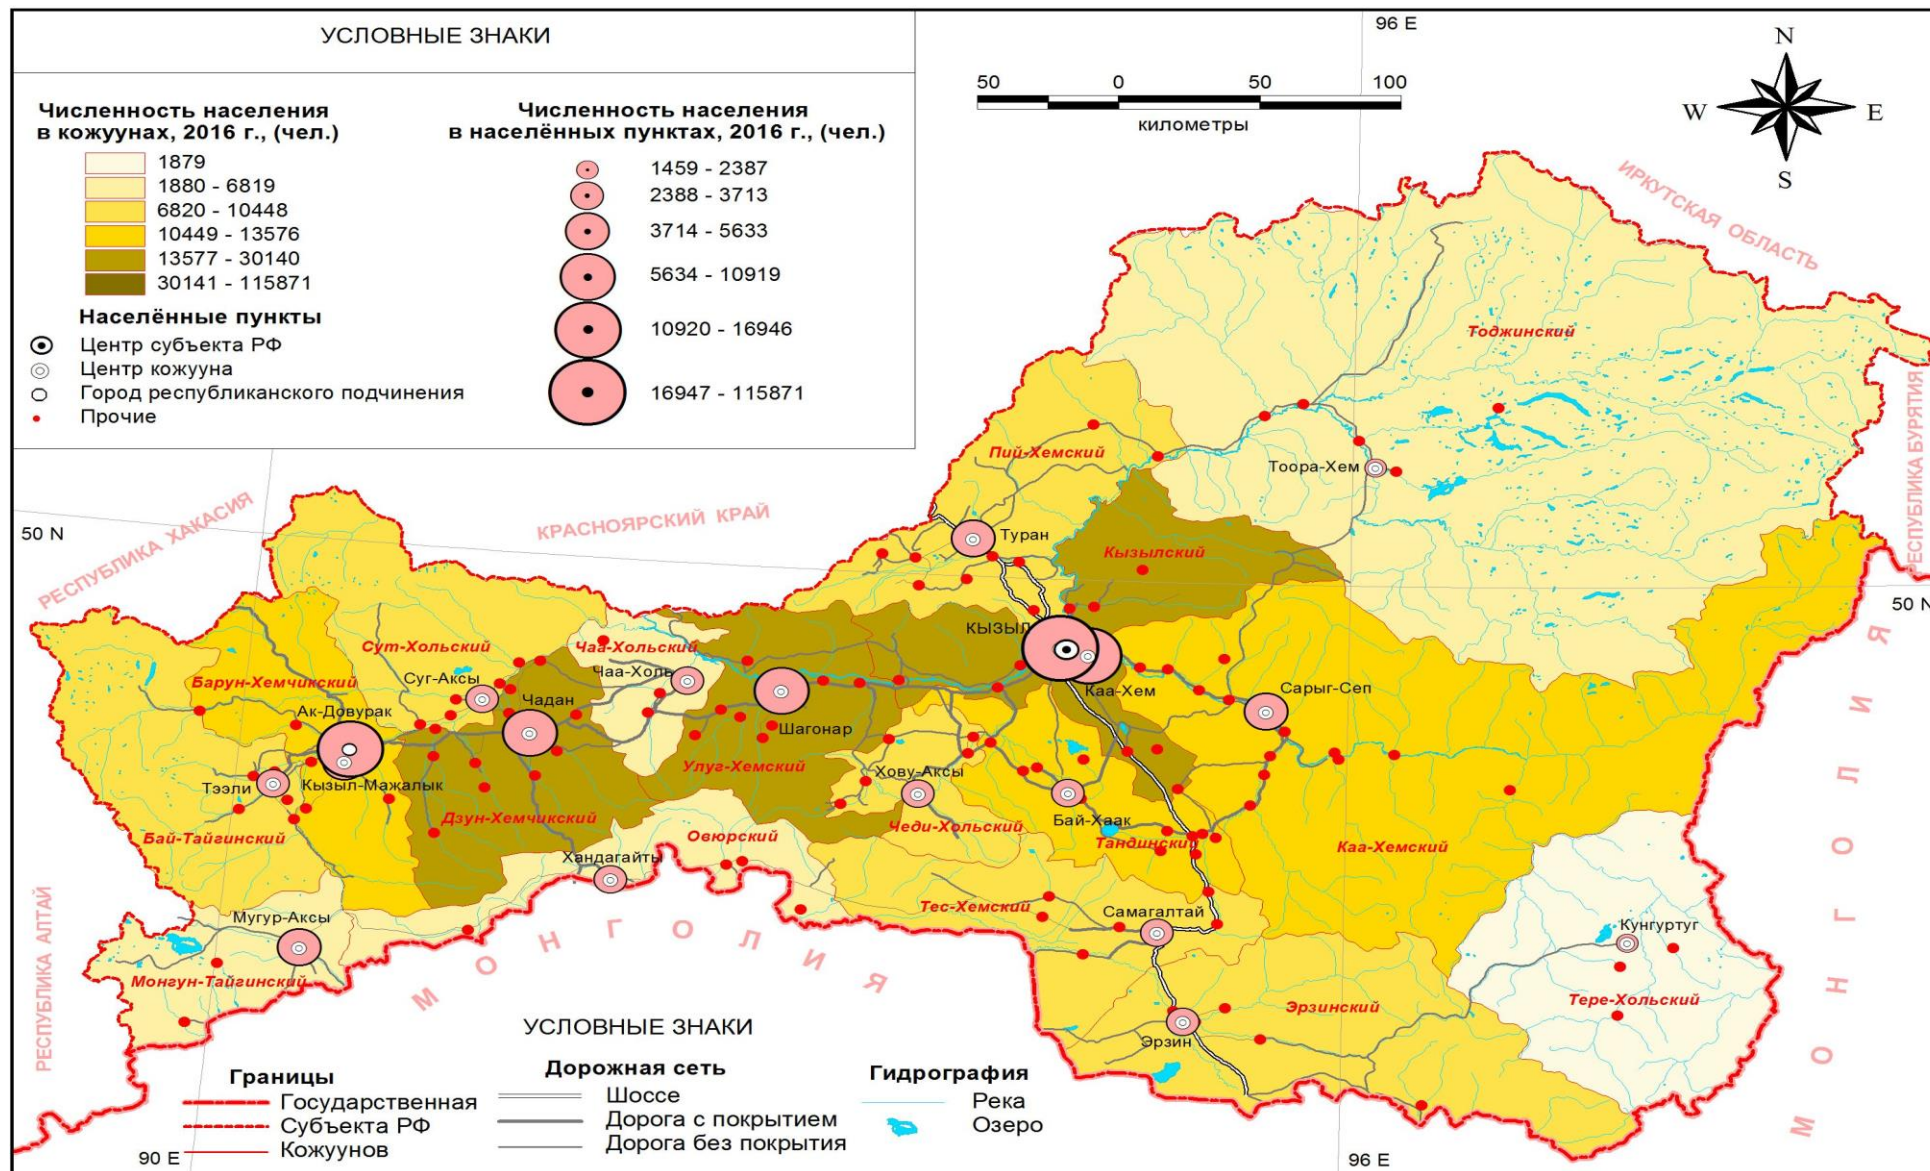 УСЛОВНЫЕ ЗНАКИ
Численность населения
в кожуунах, 2016 г., (чел.)
1879
1880 - 6819
6820 - 10448
10449 - 13576
13577 - 30140
30141 - 115871
Населённые пункты
Центр субъекта РФ
Центр кожууна
Город республиканского подчинения
Прочие
Численность населения
в населённых пунктах, 2016 г., (чел.)
1459 - 2387
2388 - 3713
3714 - 5633
5634 - 10919
10920 - 16946
16947 - 115871
96 E
50 0 50 100
километры
N
W E
S
ИРКУТСКАЯ ОБЛАСТЬ
Тоджинский
РЕСПУБЛИКА БУРЯТИЯ
Пий-Хемский
Тоора-Хем
РЕСПУБЛИКА ХАКАСИЯ
КРАСНОЯРСКИЙ КРАЙ
50 N
Туран
Кызылский
50 N
КЫЗЫЛ
Сут-Хольский
Чаа-Хольский
Барун-Хемчикский
Суг-Аксы
Чаа-Холь
Каа-Хем
Сарыг-Сеп
Ак-Довурак
Чадан
Шагонар
Улуг-Хемский
Хову-Аксы
Тээли
Кызыл-Мажалык
Дзун-Хемчикский
Чеди-Хольский
Бай-Хаак
Тандинский
Каа-Хемский
Бай-Тайгинский
Овюрский
Хандагайты
РЕСПУБЛИКА АЛТАЙ
Мугур-Аксы
Тес-Хемский
Самагалтай
Кунгуртуг
Монгун-Тайгинский
МОНГОЛИЯ
Эрзинский
Тере-Хольский
Эрзин
МОНГОЛИЯ
УСЛОВНЫЕ ЗНАКИ
Границы
Государственная
Субъекта РФ
Кожуунов
Дорожная сеть
Шоссе
Дорога с покрытием
Дорога без покрытия
Гидрография
Река
Озеро
90 E
96 E